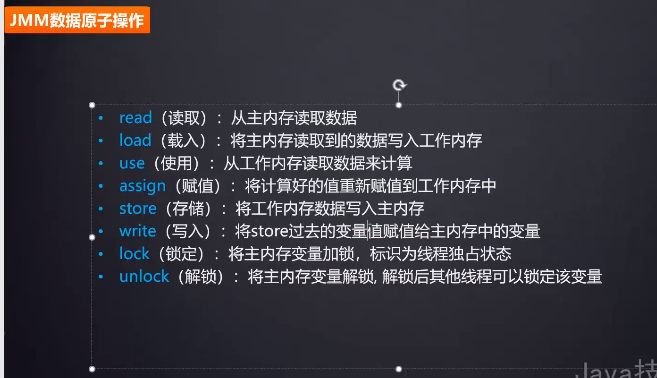 JMM数据原子操作
• read（读取）：从主内存读取数据
• load（载入）：将主内存读取到的数据写入工作内存
• use（使用）：从工作内存读取数据来计算
• assign（赋值）：将计算好的值重新赋值到工作内存中
• store（存储）：将工作内存数据写入主内存
• write（写入）：将store过去的变量值赋值给主内存中的变量
• lock（锁定）：将主内存变量加锁，标识为线程独占状态
• unlock（解锁）：将主内存变量解锁, 解锁后其他线程可以锁定该变量
Java技